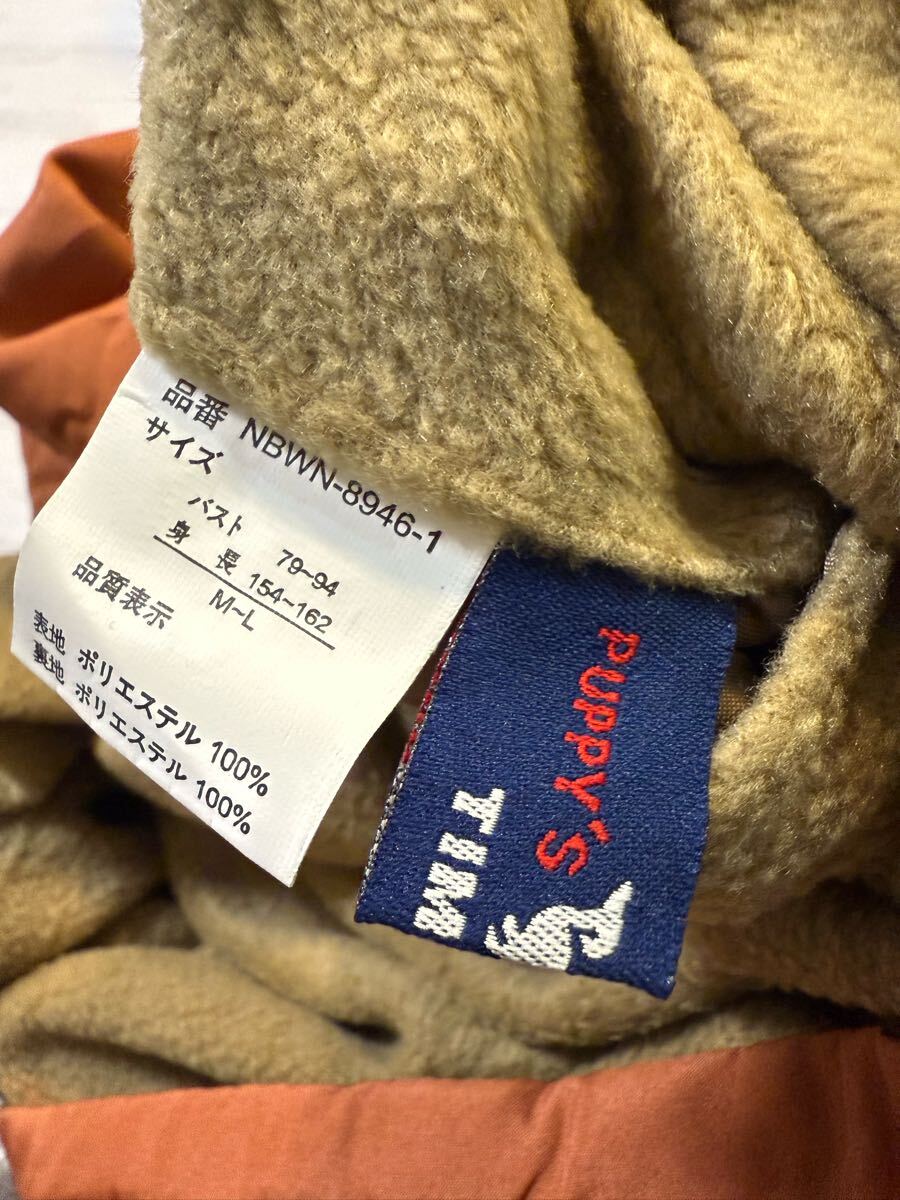 品番 NBWN-8946-1
サイズ
バスト 79~94
身 長 154~162
M~L
品質表示
表地 ポリエステル 100%
裏地 ポリエステル 100%
PUPPY'S